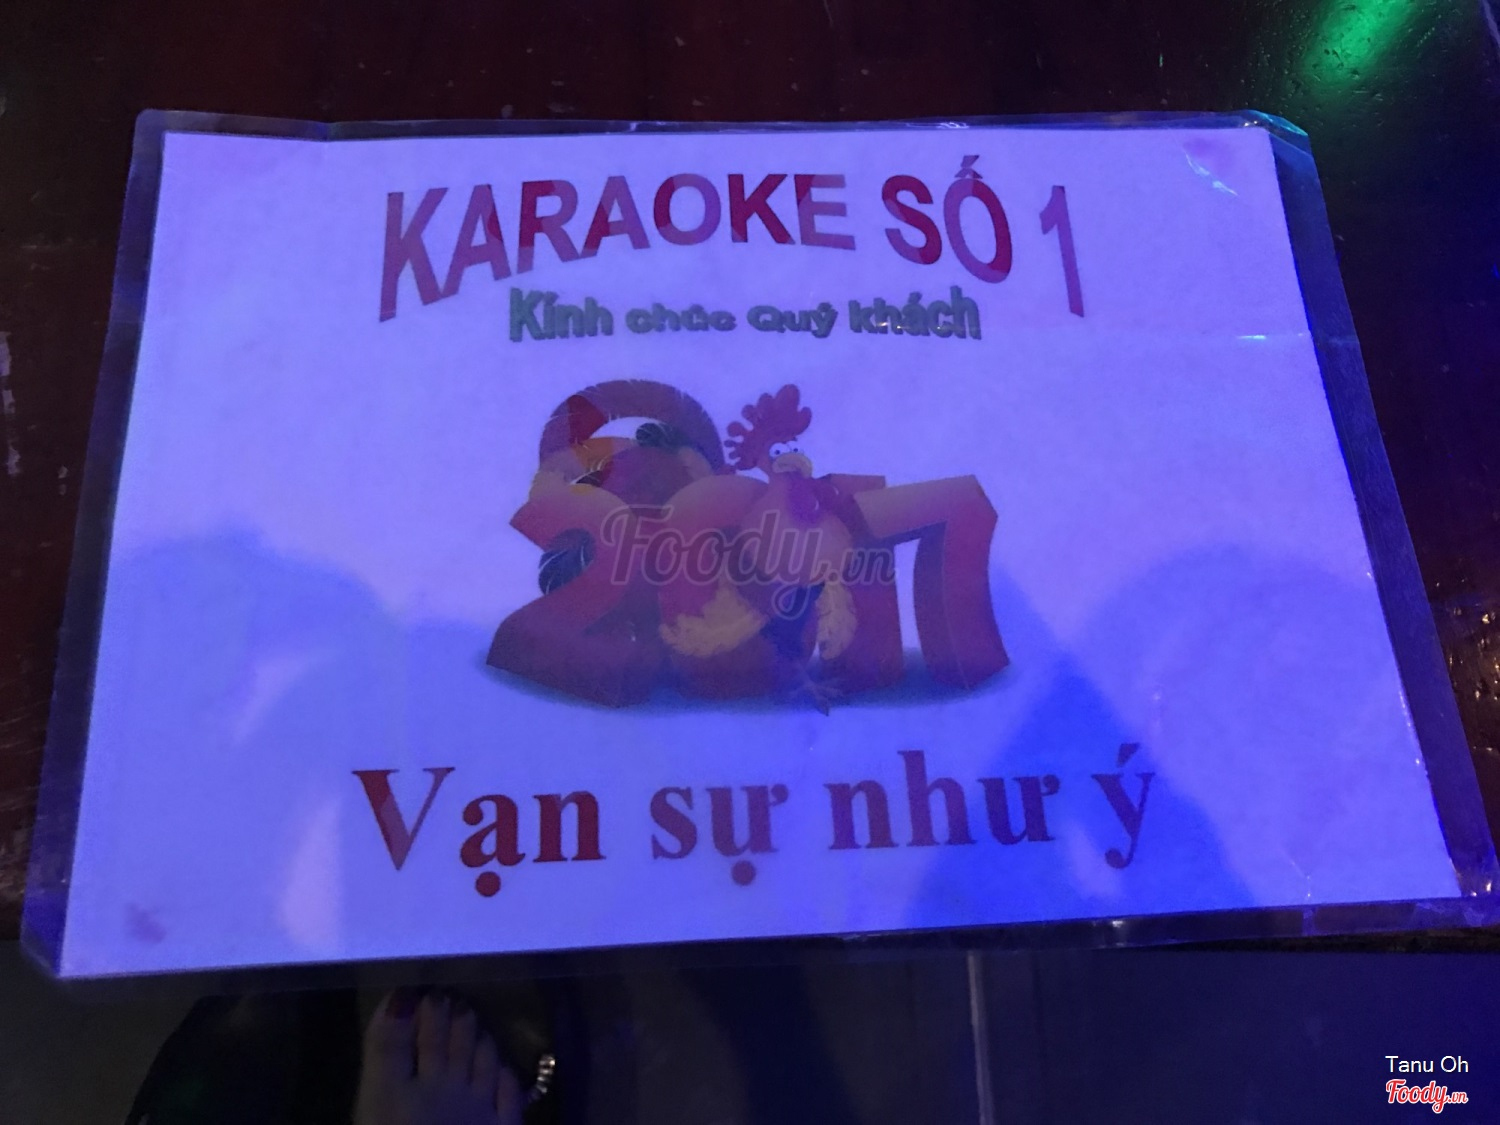 KARAOKE SỐ 1
Kính chúc Quý khách
2017
Foody.vn
Vạn sự như ý
Tanu Oh
Foody.vn